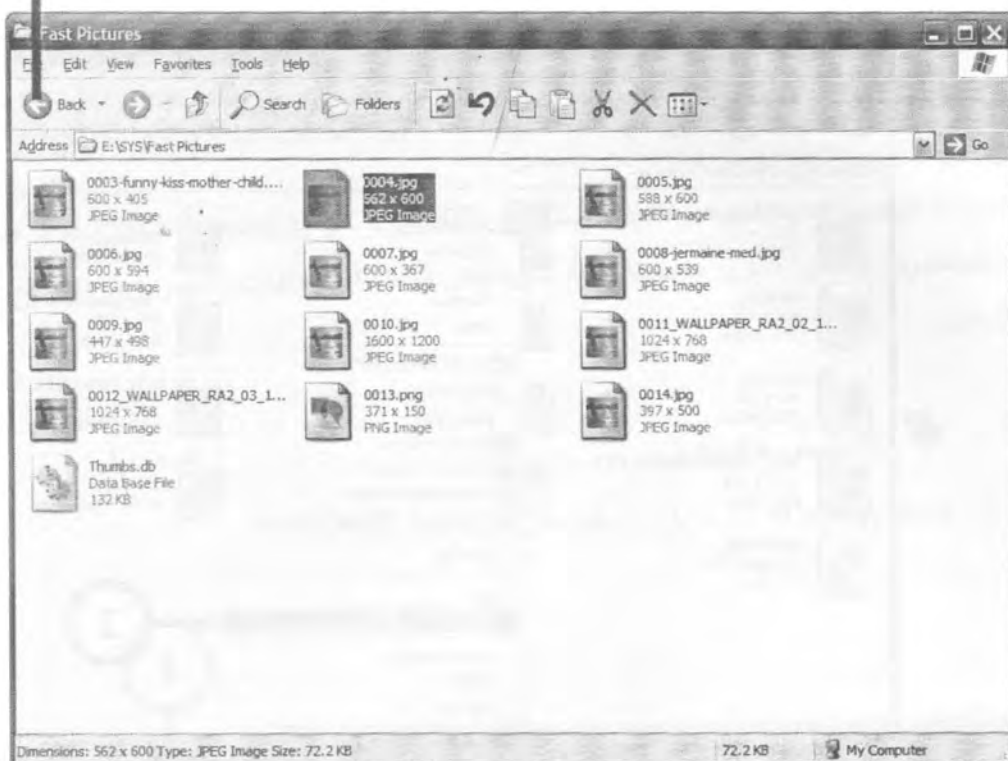 Fast Pictures
File Edit View Favorites Tools Help
Back Search Folders
Address E:\SYS\Fast Pictures Go
0003-funny-kiss-mother-child....
600 x 405
JPEG Image
0004.jpg
562 x 600
JPEG Image
0005.jpg
588 x 600
JPEG Image
0006.jpg
600 x 594
JPEG Image
0007.jpg
600 x 367
JPEG Image
0008-jermaine-med.jpg
600 x 539
JPEG Image
0009.jpg
447 x 498
JPEG Image
0010.jpg
1600 x 1200
JPEG Image
0011_WALLPAPER_RA2_02_1...
1024 x 768
JPEG Image
0012_WALLPAPER_RA2_03_1...
1024 x 768
JPEG Image
0013.png
371 x 150
PNG Image
0014.jpg
397 x 500
JPEG Image
Thumbs.db
Data Base File
132 KB
Dimensions: 562 x 600 Type: JPEG Image Size: 72.2 KB 72.2 KB My Computer